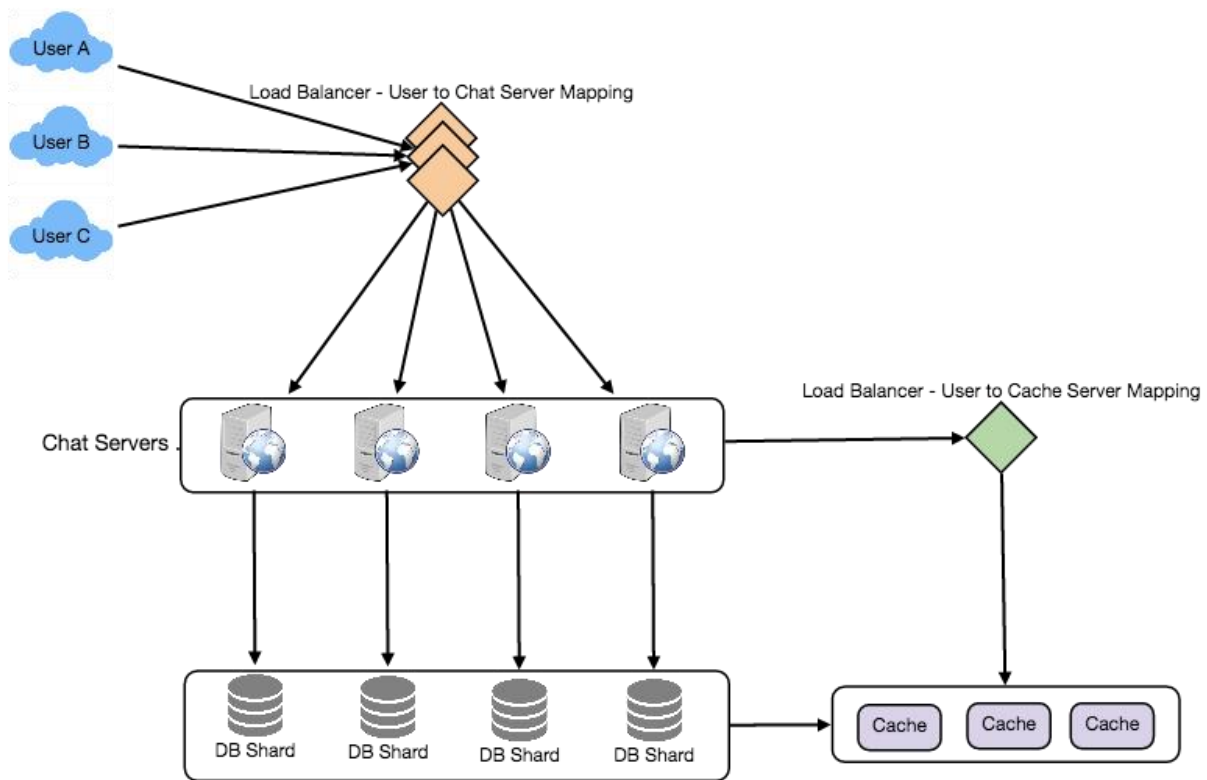 User A
Load Balancer - User to Chat Server Mapping
User B
User C
Load Balancer - User to Cache Server Mapping
Chat Servers .
DB Shard
DB Shard
DB Shard
DB Shard
Cache
Cache
Cache